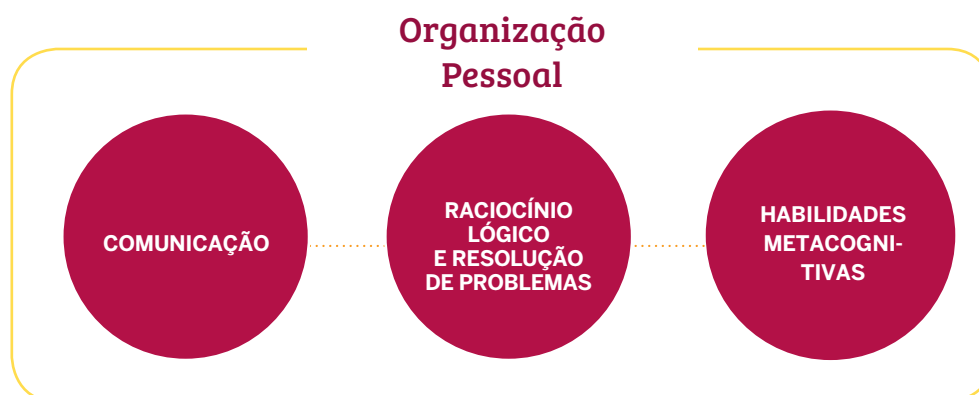 Organização
Pessoal
COMUNICAÇÃO
RACIOCÍNIO
LÓGICO
E RESOLUÇÃO
DE PROBLEMAS
HABILIDADES
METACOGNI-
TIVAS